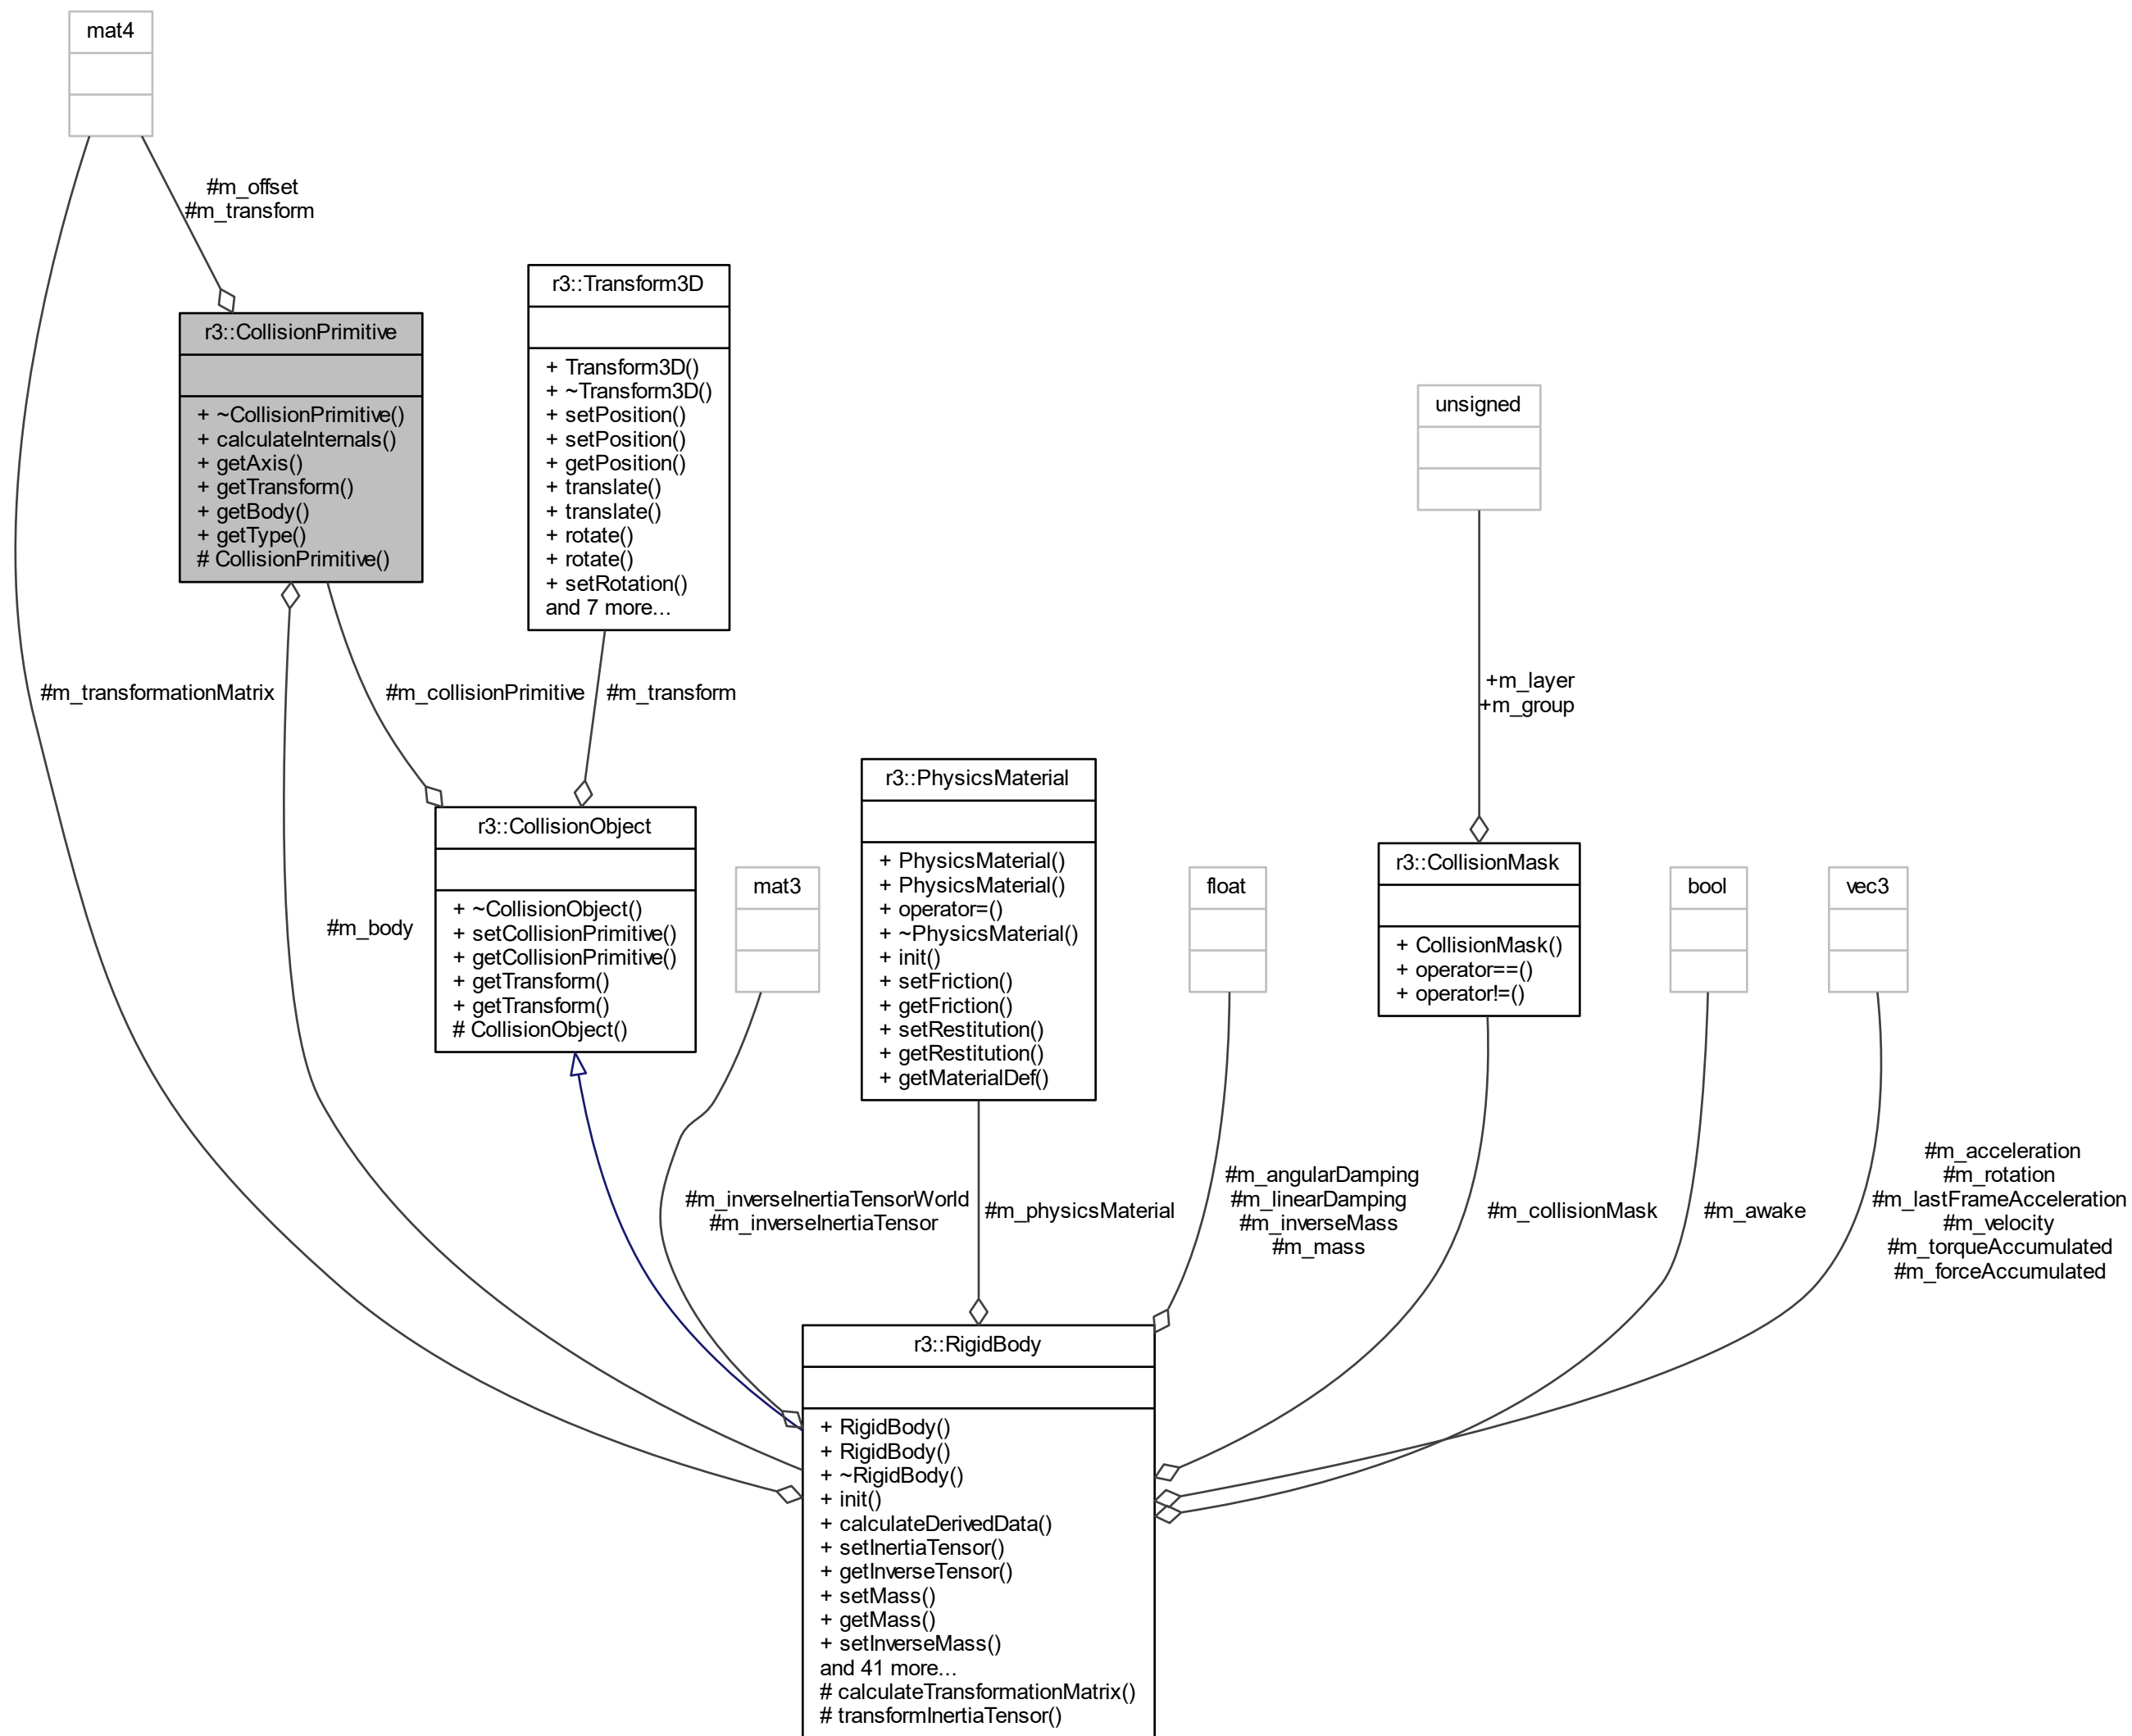 mat4
#m_offset
#m_transform
r3::Transform3D
+ Transform3D()
+ ~Transform3D()
+ setPosition()
+ setPosition()
+ getPosition()
+ translate()
+ translate()
+ rotate()
+ rotate()
+ setRotation()
and 7 more...
r3::CollisionPrimitive
+ ~CollisionPrimitive()
+ calculateInternals()
+ getAxis()
+ getTransform()
+ getBody()
+ getType()
# CollisionPrimitive()
unsigned
#m_transformationMatrix
#m_collisionPrimitive
#m_transform
+m_layer
+m_group
r3::CollisionObject
+ ~CollisionObject()
+ setCollisionPrimitive()
+ getCollisionPrimitive()
+ getTransform()
+ getTransform()
# CollisionObject()
#m_body
mat3
r3::PhysicsMaterial
+ PhysicsMaterial()
+ PhysicsMaterial()
+ operator=()
+ ~PhysicsMaterial()
+ init()
+ setFriction()
+ getFriction()
+ setRestitution()
+ getRestitution()
+ getMaterialDef()
float
r3::CollisionMask
+ CollisionMask()
+ operator==()
+ operator!=()
bool
vec3
#m_inverseInertiaTensorWorld
#m_inverseInertiaTensor
#m_physicsMaterial
#m_angularDamping
#m_linearDamping
#m_inverseMass
#m_mass
#m_collisionMask
#m_awake
#m_acceleration
#m_rotation
#m_lastFrameAcceleration
#m_velocity
#m_torqueAccumulated
#m_forceAccumulated
r3::RigidBody
+ RigidBody()
+ RigidBody()
+ ~RigidBody()
+ init()
+ calculateDerivedData()
+ setInertiaTensor()
+ getInverseTensor()
+ setMass()
+ getMass()
+ setInverseMass()
and 41 more...
# calculateTransformationMatrix()
# transformInertiaTensor()